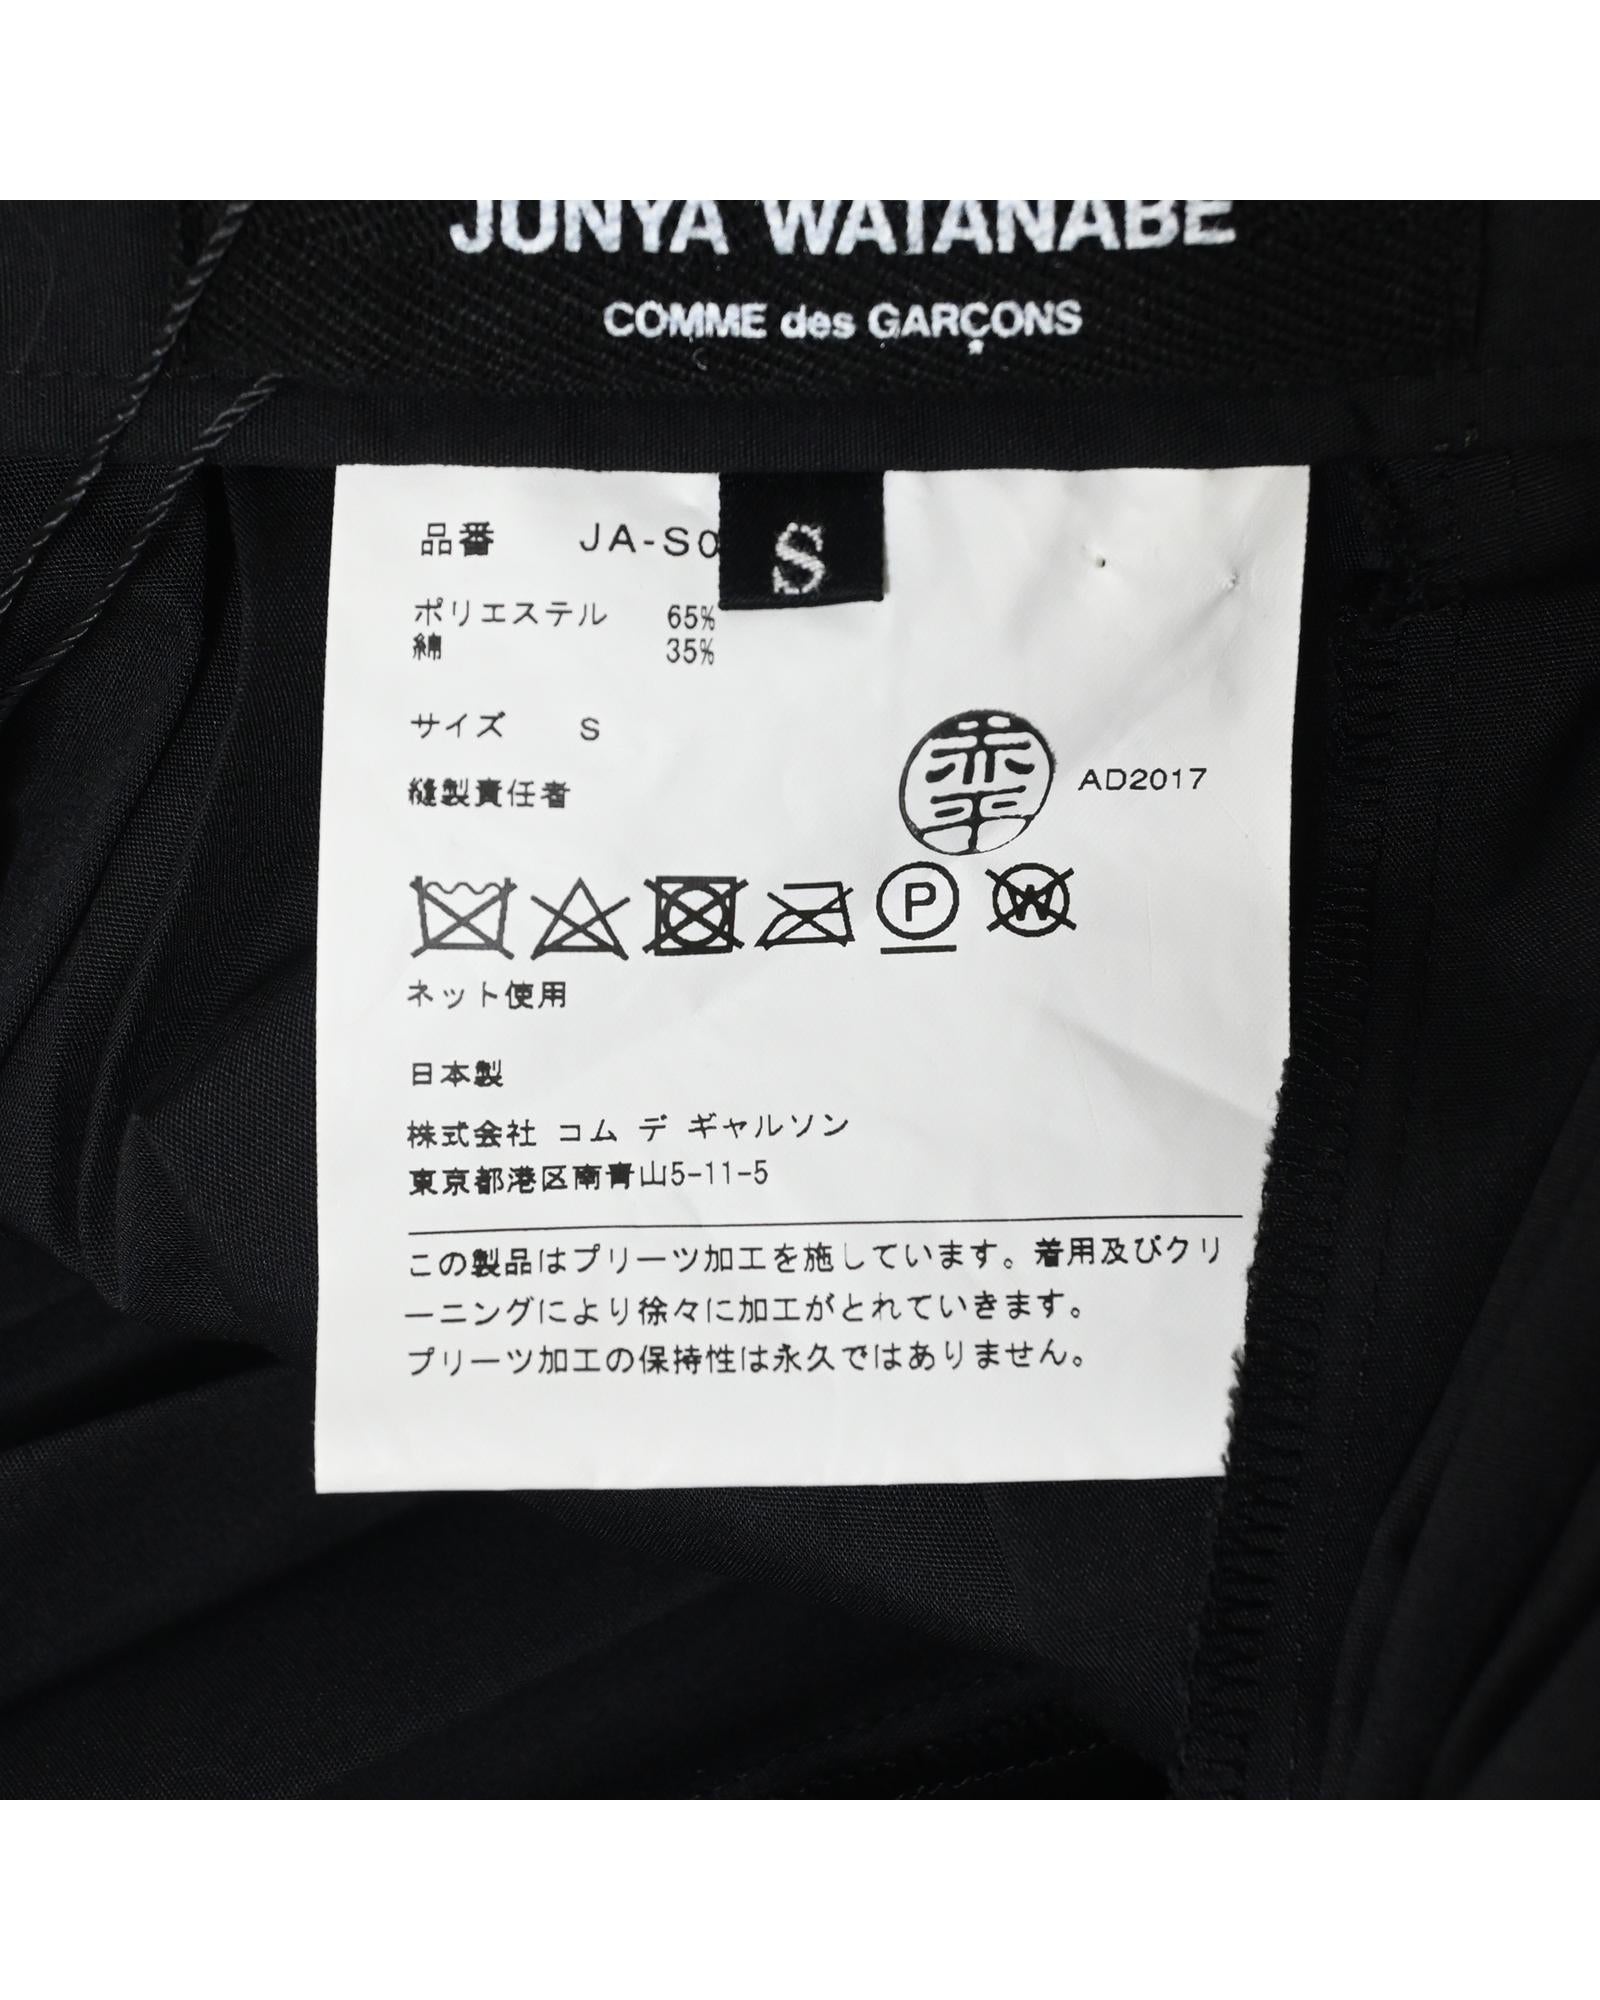 JUNYA WATANABE
COMME des GARÇONS
S
品番 JA-S0
ポリエステル 65%
綿 35%
サイズ S
縫製責任者
赤平
AD2017
P
W
ネット使用
日本製
株式会社 コム デ ギャルソン
東京都港区南青山5-11-5
この製品はプリーツ加工を施しています。着用及びクリ
ーニングにより徐々に加工がとれていきます。
プリーツ加工の保持性は永久ではありません。